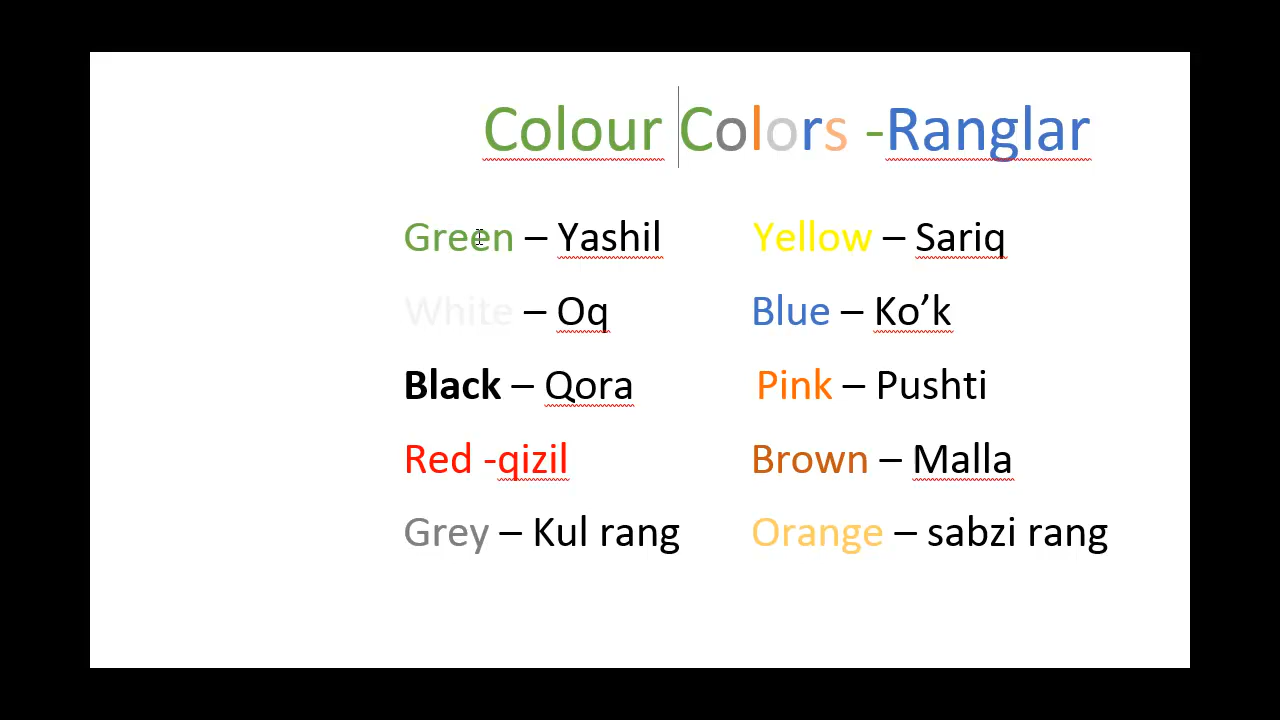 Colour Colors -Ranglar
Green – Yashil
White – Oq
Black – Qora
Red -qizil
Grey – Kul rang
Yellow – Sariq
Blue – Ko’k
Pink – Pushti
Brown – Malla
Orange – sabzi rang